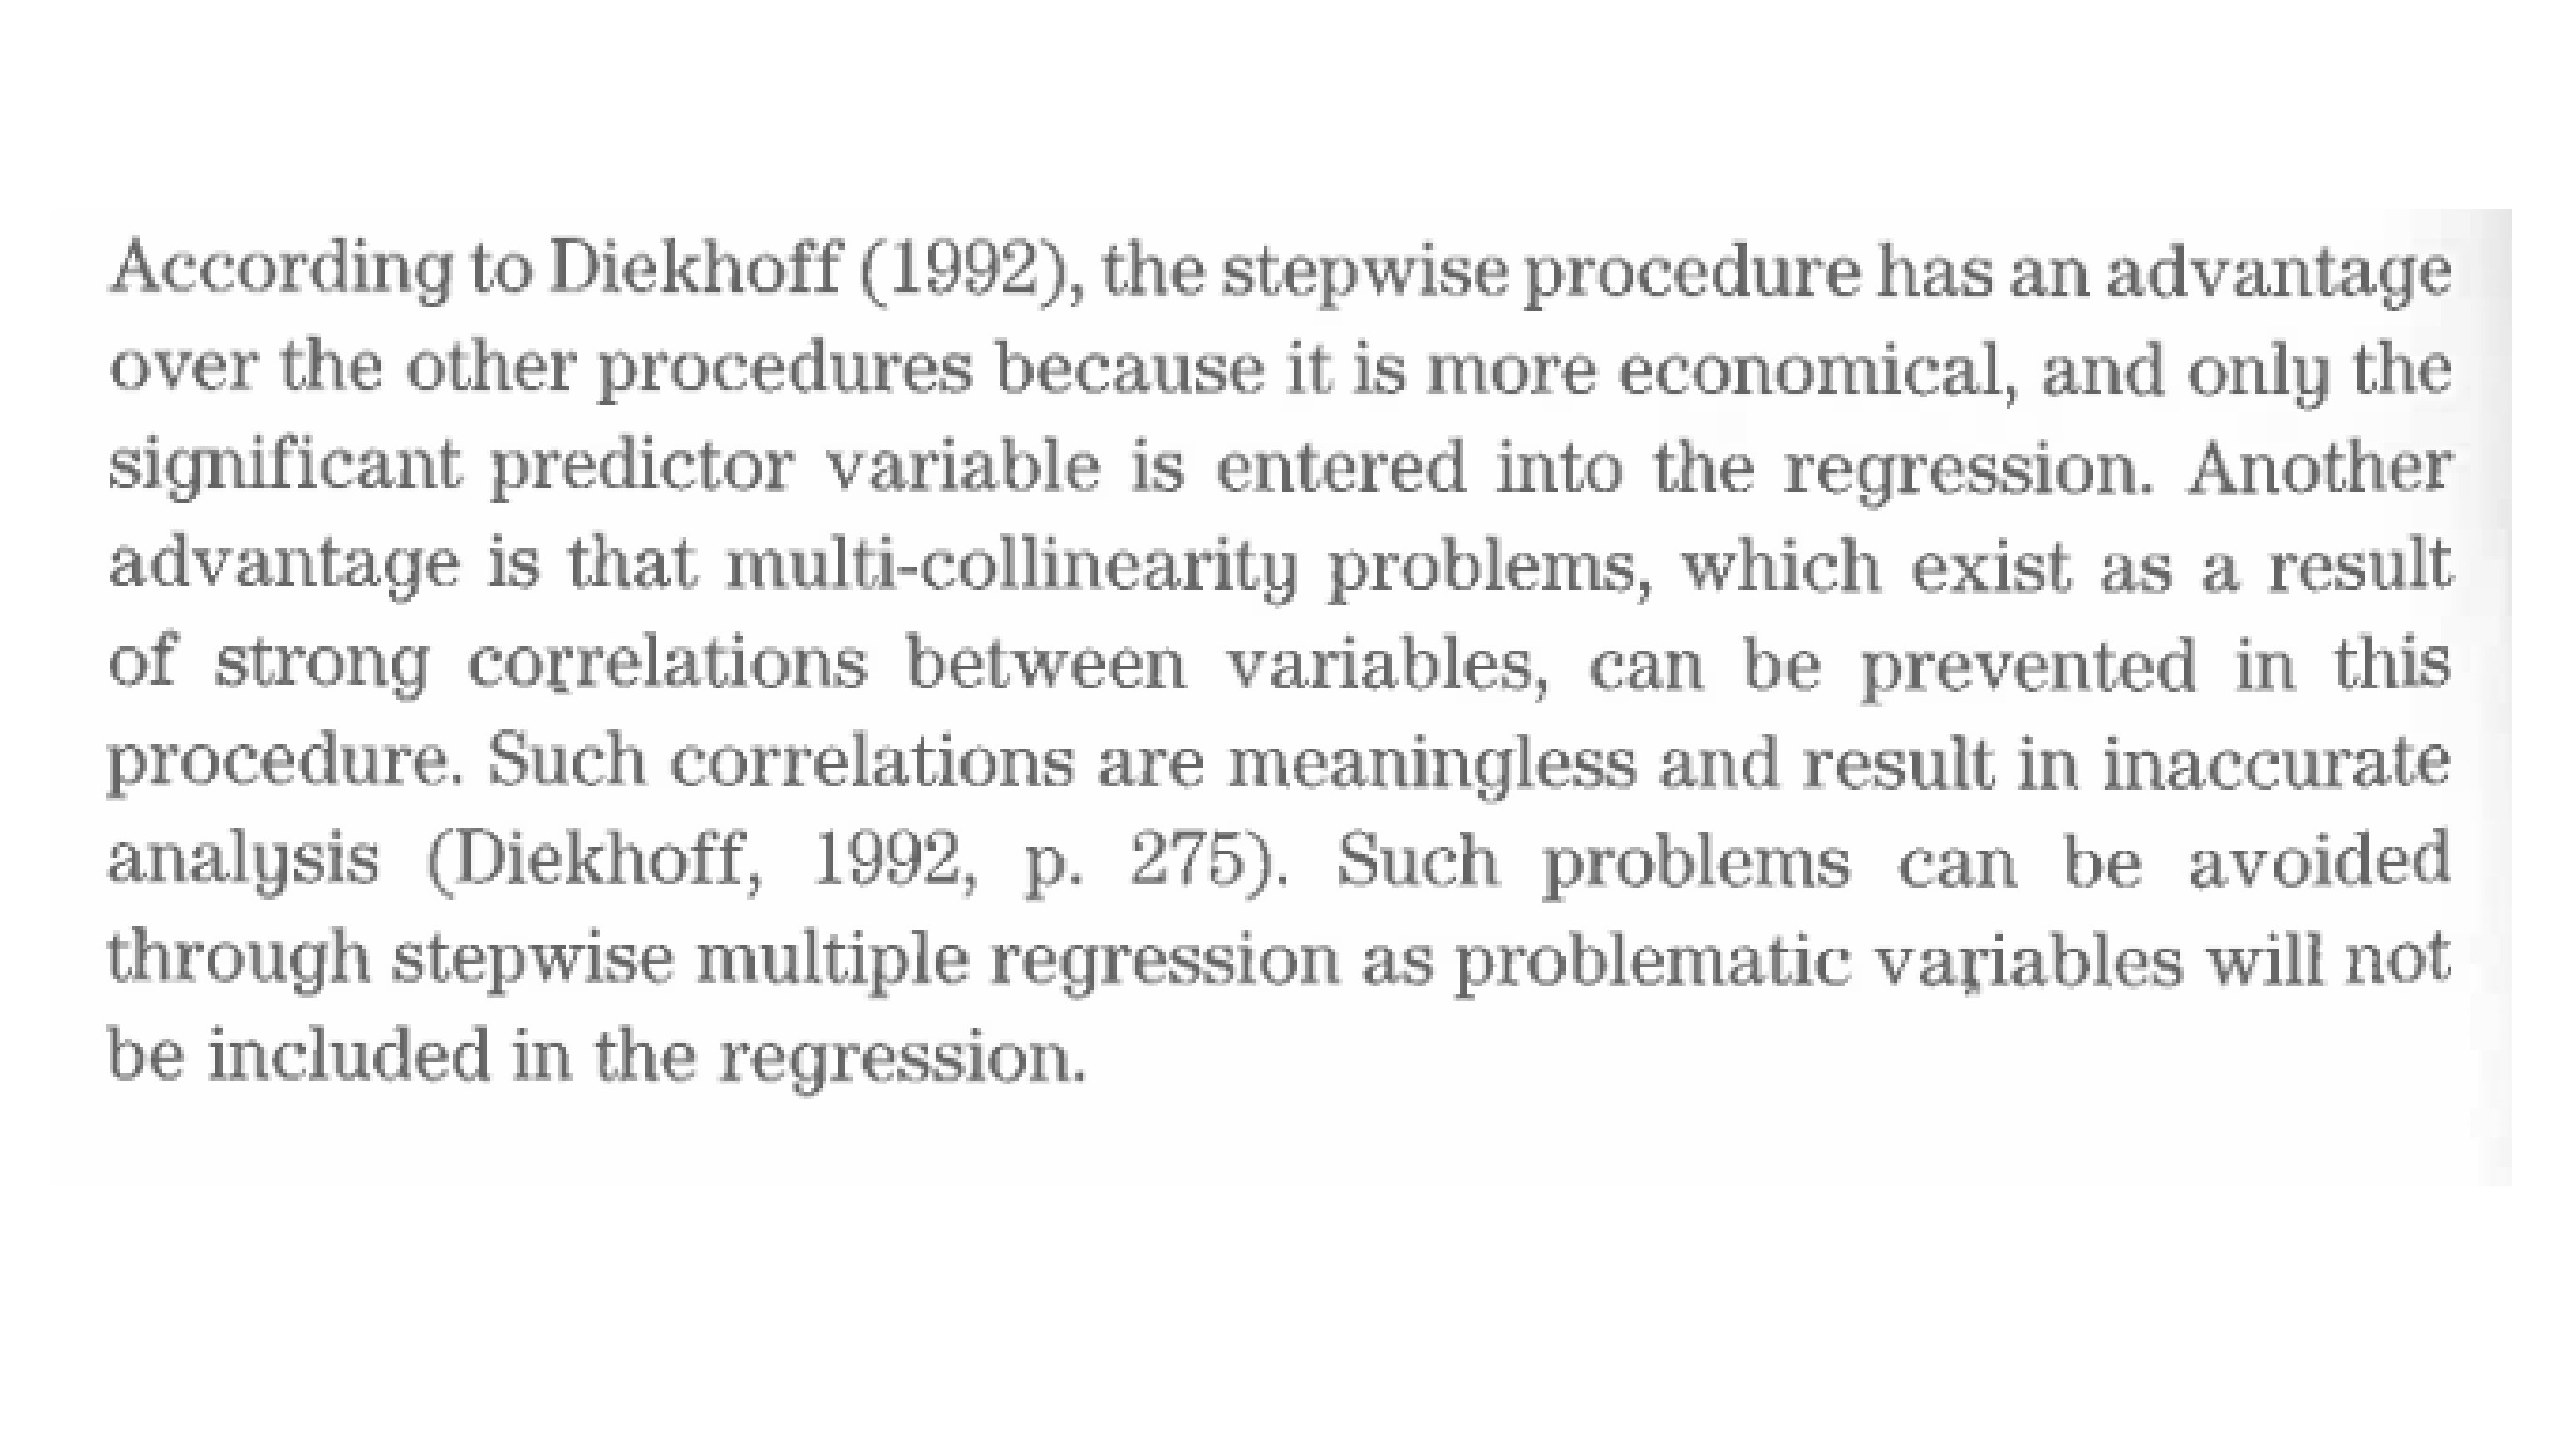 According to Diekhoff (1992), the stepwise procedure has an advantage
over the other procedures because it is more economical, and only the
significant predictor variable is entered into the regression. Another
advantage is that multi-collinearity problems, which exist as a result
of strong correlations between variables, can be prevented in this
procedure. Such correlations are meaningless and result in inaccurate
analysis (Diekhoff, 1992, p. 275). Such problems can be avoided
through stepwise multiple regression as problematic variables will not
be included in the regression.